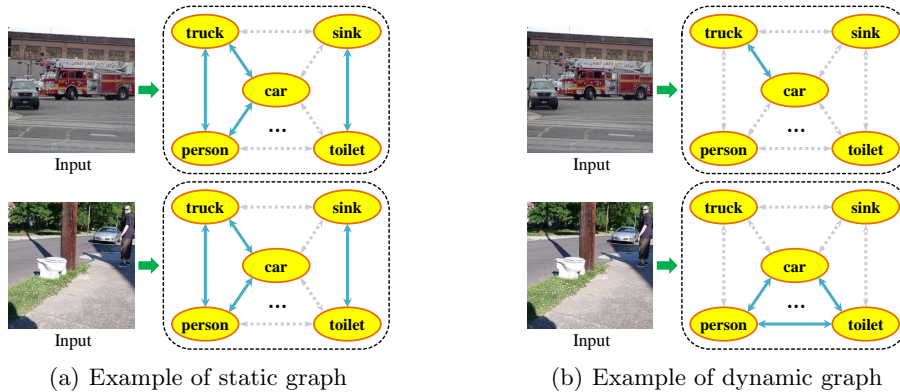 truck
sink
car
...
person
toilet
Input
truck
sink
car
...
person
toilet
Input
(a) Example of static graph
truck
sink
car
...
person
toilet
Input
truck
sink
car
...
person
toilet
Input
(b) Example of dynamic graph